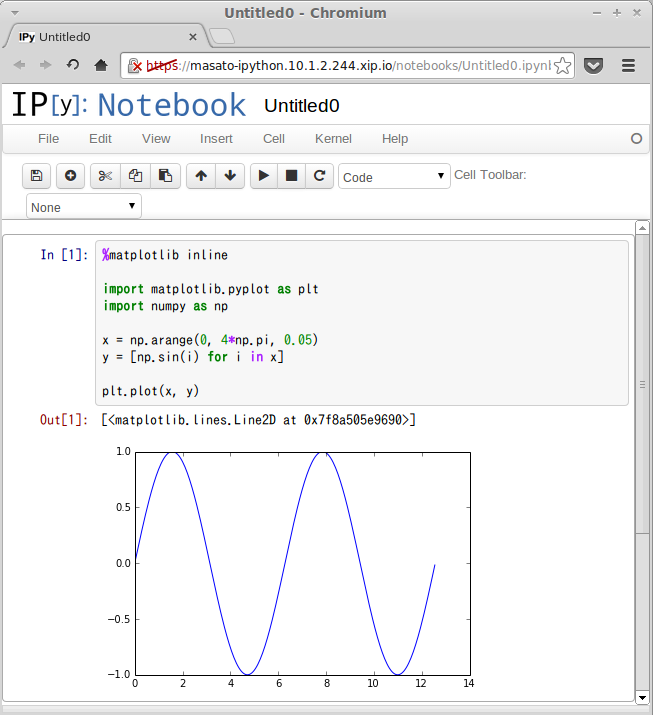 Untitled0 - Chromium
IPy Untitled0
https://masato-ipython.10.1.2.244.xip.io/notebooks/Untitled0.ipynb
IP[y]: Notebook Untitled0
File Edit View Insert Cell Kernel Help
Code Cell Toolbar:
None
In [1]: %matplotlib inline
import matplotlib.pyplot as plt
import numpy as np
x = np.arange(0, 4*np.pi, 0.05)
y = [np.sin(i) for i in x]
plt.plot(x, y)
Out[1]: [<matplotlib.lines.Line2D at 0x7f8a505e9690>]
1.0
0.5
0.0
−0.5
−1.0
0 2 4 6 8 10 12 14